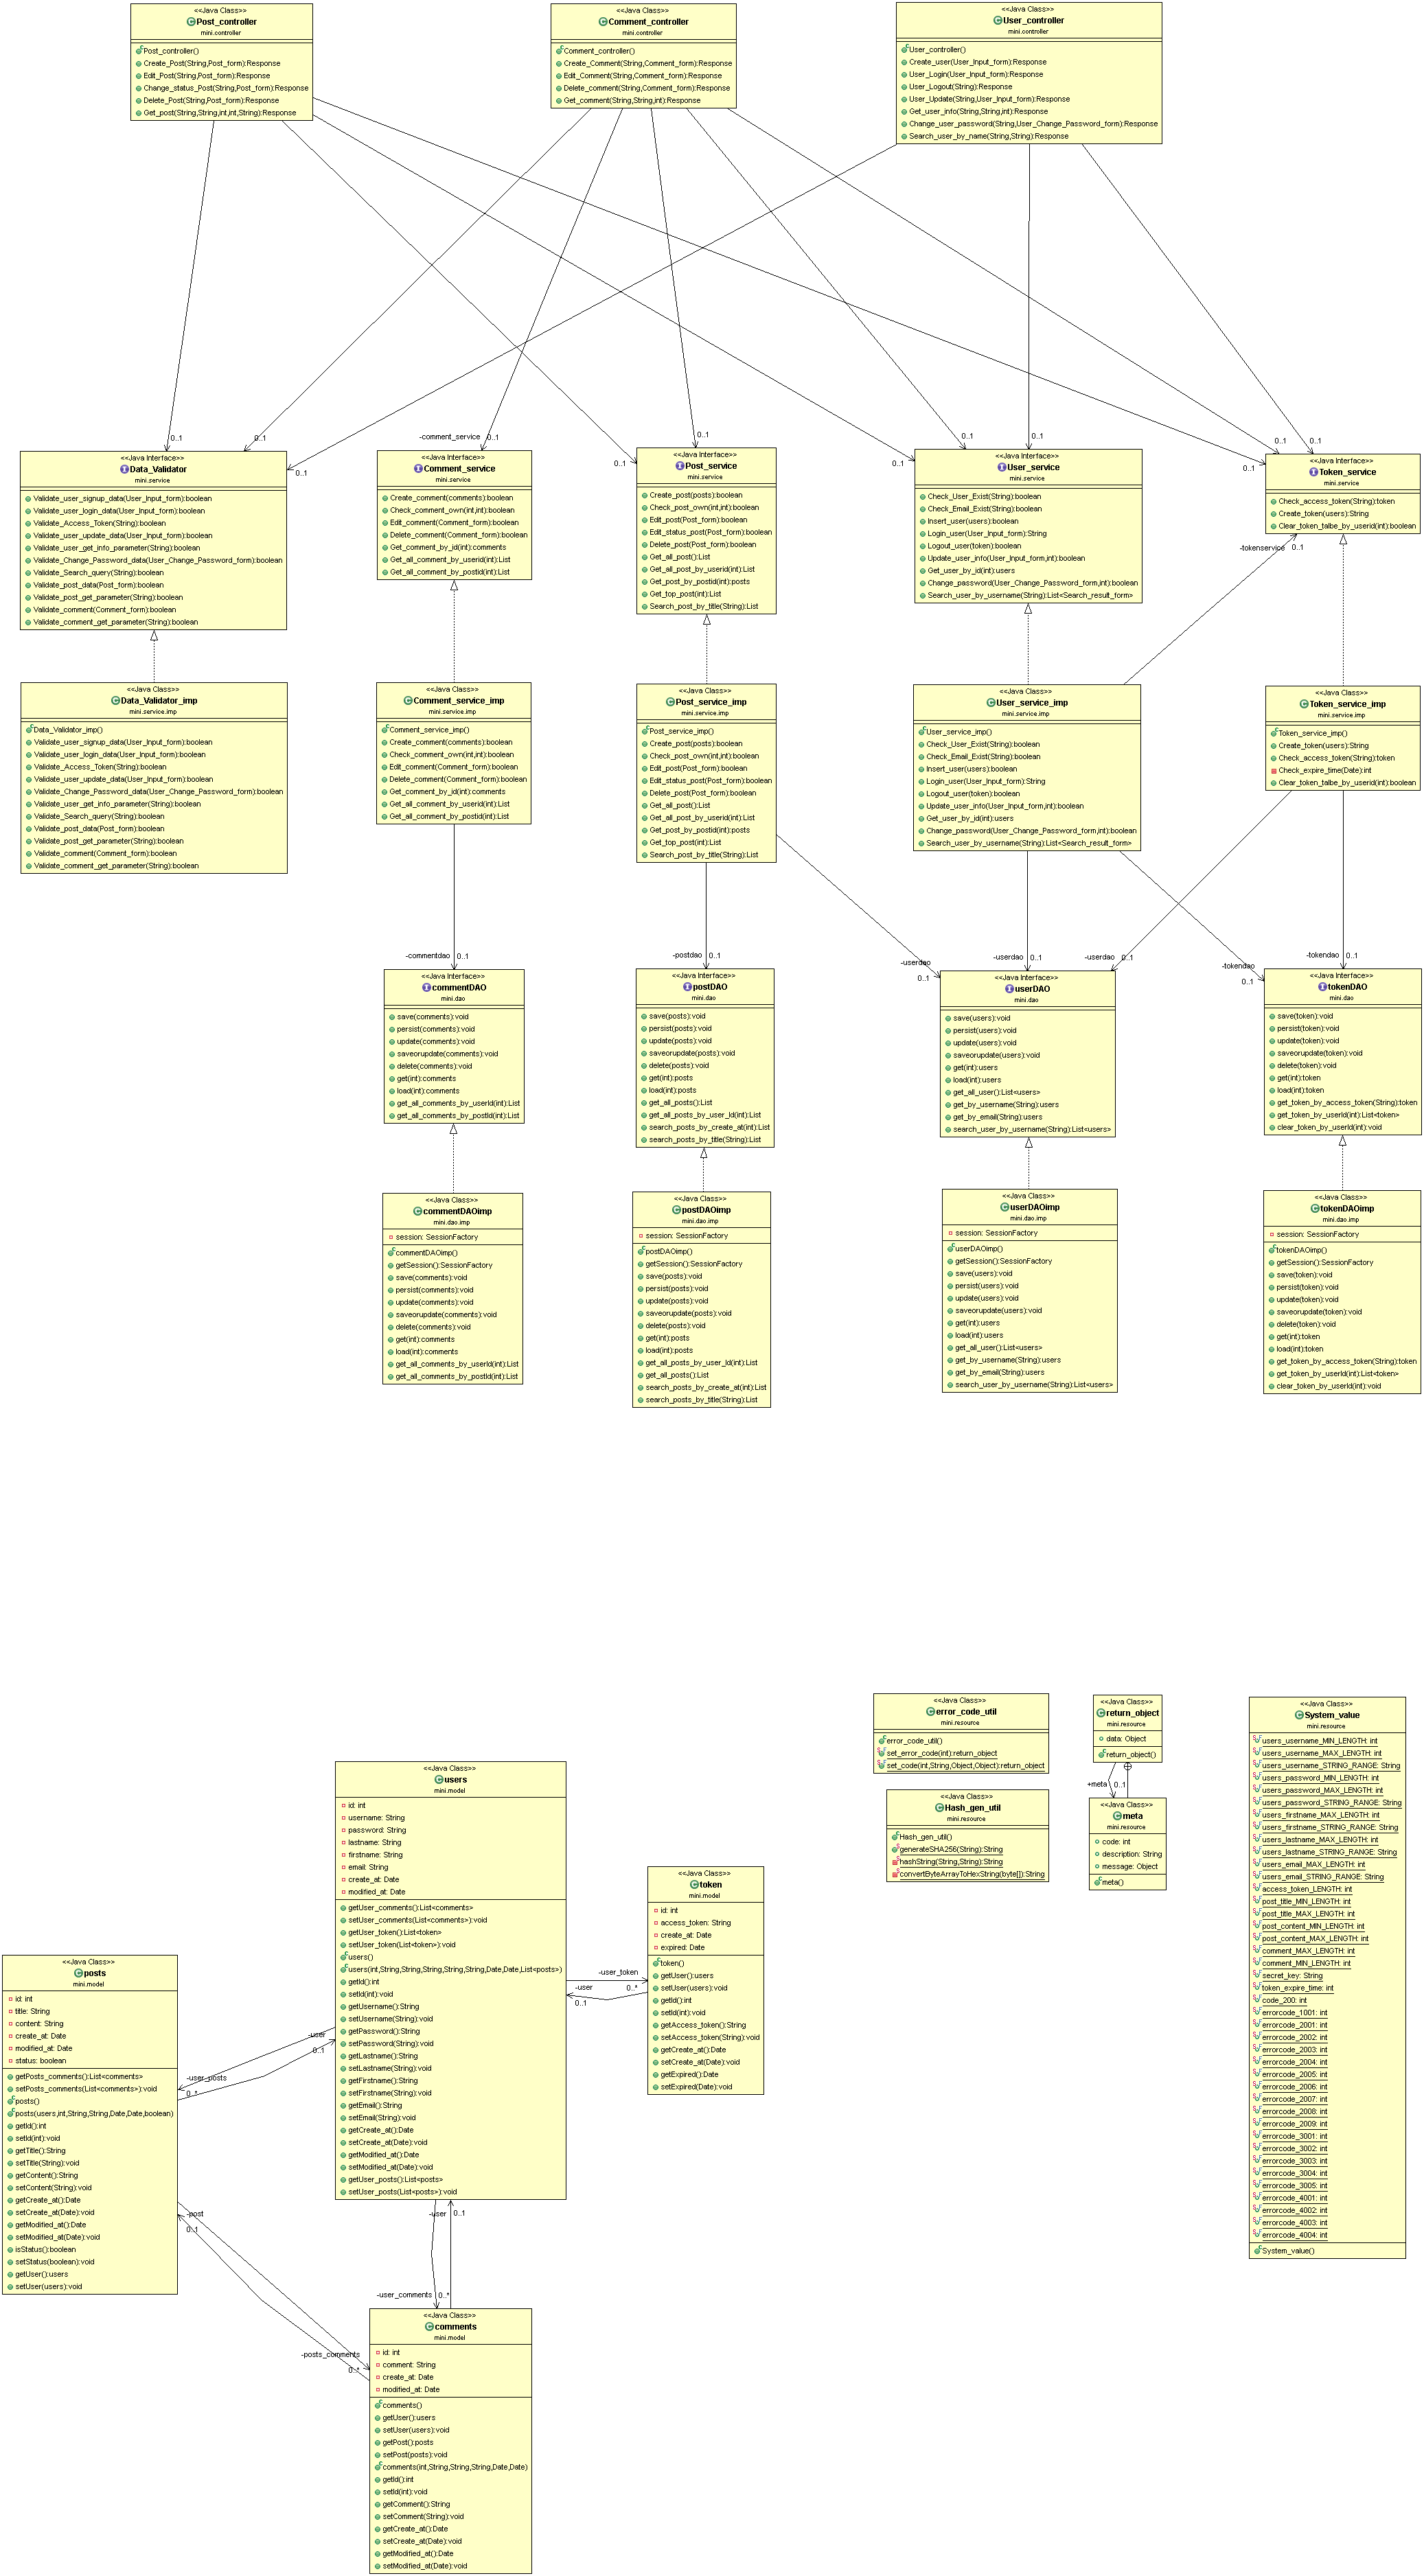 <<Java Class>>
Post_controller
mini.controller
Post_controller()
Create_Post(String,Post_form):Response
Edit_Post(String,Post_form):Response
Change_status_Post(String,Post_form):Response
Delete_Post(String,Post_form):Response
Get_post(String,String,int,int,String):Response
<<Java Class>>
Comment_controller
mini.controller
Comment_controller()
Create_Comment(String,Comment_form):Response
Edit_Comment(String,Comment_form):Response
Delete_comment(String,Comment_form):Response
Get_comment(String,String,int):Response
<<Java Class>>
User_controller
mini.controller
User_controller()
Create_user(User_Input_form):Response
User_Login(User_Input_form):Response
User_Logout(String):Response
User_Update(String,User_Input_form):Response
Get_user_info(String,String,int):Response
Change_user_password(String,User_Change_Password_form):Response
Search_user_by_name(String,String):Response
0..1
0..1
0..1
-comment_service
0..1
0..1
0..1
0..1
0..1
0..1
0..1
0..1
0..1
<<Java Interface>>
Data_Validator
mini.service
Validate_user_signup_data(User_Input_form):boolean
Validate_user_login_data(User_Input_form):boolean
Validate_Access_Token(String):boolean
Validate_user_update_data(User_Input_form):boolean
Validate_user_get_info_parameter(String):boolean
Validate_Change_Password_data(User_Change_Password_form):boolean
Validate_Search_query(String):boolean
Validate_post_data(Post_form):boolean
Validate_post_get_parameter(String):boolean
Validate_comment(Comment_form):boolean
Validate_comment_get_parameter(String):boolean
<<Java Interface>>
Comment_service
mini.service
Create_comment(comments):boolean
Check_comment_own(int,int):boolean
Edit_comment(Comment_form):boolean
Delete_comment(Comment_form):boolean
Get_comment_by_id(int):comments
Get_all_comment_by_userid(int):List
Get_all_comment_by_postid(int):List
<<Java Interface>>
Post_service
mini.service
Create_post(posts):boolean
Check_post_own(int,int):boolean
Edit_post(Post_form):boolean
Edit_status_post(Post_form):boolean
Delete_post(Post_form):boolean
Get_all_post():List
Get_all_post_by_userid(int):List
Get_post_by_postid(int):posts
Get_top_post(int):List
Search_post_by_title(String):List
<<Java Interface>>
User_service
mini.service
Check_User_Exist(String):boolean
Check_Email_Exist(String):boolean
Insert_user(users):boolean
Login_user(User_Input_form):String
Logout_user(token):boolean
Update_user_info(User_Input_form,int):boolean
Get_user_by_id(int):users
Change_password(User_Change_Password_form,int):boolean
Search_user_by_username(String):List<Search_result_form>
<<Java Interface>>
Token_service
mini.service
Check_access_token(String):token
Create_token(users):String
Clear_token_talbe_by_userid(int):boolean
-tokenservice
0..1
<<Java Class>>
Data_Validator_imp
mini.service.imp
Data_Validator_imp()
Validate_user_signup_data(User_Input_form):boolean
Validate_user_login_data(User_Input_form):boolean
Validate_Access_Token(String):boolean
Validate_user_update_data(User_Input_form):boolean
Validate_Change_Password_data(User_Change_Password_form):boolean
Validate_user_get_info_parameter(String):boolean
Validate_Search_query(String):boolean
Validate_post_data(Post_form):boolean
Validate_post_get_parameter(String):boolean
Validate_comment(Comment_form):boolean
Validate_comment_get_parameter(String):boolean
<<Java Class>>
Comment_service_imp
mini.service.imp
Comment_service_imp()
Create_comment(comments):boolean
Check_comment_own(int,int):boolean
Edit_comment(Comment_form):boolean
Delete_comment(Comment_form):boolean
Get_comment_by_id(int):comments
Get_all_comment_by_userid(int):List
Get_all_comment_by_postid(int):List
<<Java Class>>
Post_service_imp
mini.service.imp
Post_service_imp()
Create_post(posts):boolean
Check_post_own(int,int):boolean
Edit_post(Post_form):boolean
Edit_status_post(Post_form):boolean
Delete_post(Post_form):boolean
Get_all_post():List
Get_all_post_by_userid(int):List
Get_post_by_postid(int):posts
Get_top_post(int):List
Search_post_by_title(String):List
<<Java Class>>
User_service_imp
mini.service.imp
User_service_imp()
Check_User_Exist(String):boolean
Check_Email_Exist(String):boolean
Insert_user(users):boolean
Login_user(User_Input_form):String
Logout_user(token):boolean
Update_user_info(User_Input_form,int):boolean
Get_user_by_id(int):users
Change_password(User_Change_Password_form,int):boolean
Search_user_by_username(String):List<Search_result_form>
<<Java Class>>
Token_service_imp
mini.service.imp
Token_service_imp()
Create_token(users):String
Check_access_token(String):token
Check_expire_time(Date):int
Clear_token_talbe_by_userid(int):boolean
-commentdao
0..1
-postdao
0..1
-userdao
0..1
-userdao
0..1
-userdao
0..1
-tokendao
0..1
-tokendao
0..1
<<Java Interface>>
commentDAO
mini.dao
save(comments):void
persist(comments):void
update(comments):void
saveorupdate(comments):void
delete(comments):void
get(int):comments
load(int):comments
get_all_comments_by_userId(int):List
get_all_comments_by_postId(int):List
<<Java Interface>>
postDAO
mini.dao
save(posts):void
persist(posts):void
update(posts):void
saveorupdate(posts):void
delete(posts):void
get(int):posts
load(int):posts
get_all_posts():List
get_all_posts_by_user_Id(int):List
search_posts_by_create_at(int):List
search_posts_by_title(String):List
<<Java Interface>>
userDAO
mini.dao
save(users):void
persist(users):void
update(users):void
saveorupdate(users):void
get(int):users
load(int):users
get_all_user():List<users>
get_by_username(String):users
get_by_email(String):users
search_user_by_username(String):List<users>
<<Java Interface>>
tokenDAO
mini.dao
save(token):void
persist(token):void
update(token):void
saveorupdate(token):void
delete(token):void
get(int):token
load(int):token
get_token_by_access_token(String):token
get_token_by_userId(int):List<token>
clear_token_by_userId(int):void
<<Java Class>>
commentDAOimp
mini.dao.imp
session: SessionFactory
commentDAOimp()
getSession():SessionFactory
save(comments):void
persist(comments):void
update(comments):void
saveorupdate(comments):void
delete(comments):void
get(int):comments
load(int):comments
get_all_comments_by_userId(int):List
get_all_comments_by_postId(int):List
<<Java Class>>
postDAOimp
mini.dao.imp
session: SessionFactory
postDAOimp()
getSession():SessionFactory
save(posts):void
persist(posts):void
update(posts):void
saveorupdate(posts):void
delete(posts):void
get(int):posts
load(int):posts
get_all_posts_by_user_Id(int):List
get_all_posts():List
search_posts_by_create_at(int):List
search_posts_by_title(String):List
<<Java Class>>
userDAOimp
mini.dao.imp
session: SessionFactory
userDAOimp()
getSession():SessionFactory
save(users):void
persist(users):void
update(users):void
saveorupdate(users):void
get(int):users
load(int):users
get_all_user():List<users>
get_by_username(String):users
get_by_email(String):users
search_user_by_username(String):List<users>
<<Java Class>>
tokenDAOimp
mini.dao.imp
session: SessionFactory
tokenDAOimp()
getSession():SessionFactory
save(token):void
persist(token):void
update(token):void
saveorupdate(token):void
delete(token):void
get(int):token
load(int):token
get_token_by_access_token(String):token
get_token_by_userId(int):List<token>
clear_token_by_userId(int):void
<<Java Class>>
error_code_util
mini.resource
error_code_util()
set_error_code(int):return_object
set_code(int,String,Object,Object):return_object
<<Java Class>>
return_object
mini.resource
data: Object
return_object()
+meta
0..1
<<Java Class>>
Hash_gen_util
mini.resource
Hash_gen_util()
generateSHA256(String):String
hashString(String,String):String
convertByteArrayToHexString(byte[]):String
<<Java Class>>
meta
mini.resource
code: int
description: String
message: Object
meta()
<<Java Class>>
System_value
mini.resource
users_username_MIN_LENGTH: int
users_username_MAX_LENGTH: int
users_username_STRING_RANGE: String
users_password_MIN_LENGTH: int
users_password_MAX_LENGTH: int
users_password_STRING_RANGE: String
users_firstname_MAX_LENGTH: int
users_firstname_STRING_RANGE: String
users_lastname_MAX_LENGTH: int
users_lastname_STRING_RANGE: String
users_email_MAX_LENGTH: int
users_email_STRING_RANGE: String
access_token_LENGTH: int
post_title_MIN_LENGTH: int
post_title_MAX_LENGTH: int
post_content_MIN_LENGTH: int
post_content_MAX_LENGTH: int
comment_MAX_LENGTH: int
comment_MIN_LENGTH: int
secret_key: String
token_expire_time: int
code_200: int
errorcode_1001: int
errorcode_2001: int
errorcode_2002: int
errorcode_2003: int
errorcode_2004: int
errorcode_2005: int
errorcode_2006: int
errorcode_2007: int
errorcode_2008: int
errorcode_2009: int
errorcode_3001: int
errorcode_3002: int
errorcode_3003: int
errorcode_3004: int
errorcode_3005: int
errorcode_4001: int
errorcode_4002: int
errorcode_4003: int
errorcode_4004: int
System_value()
<<Java Class>>
users
mini.model
id: int
username: String
password: String
lastname: String
firstname: String
email: String
create_at: Date
modified_at: Date
getUser_comments():List<comments>
setUser_comments(List<comments>):void
getUser_token():List<token>
setUser_token(List<token>):void
users()
users(int,String,String,String,String,String,Date,Date,List<posts>)
getId():int
setId(int):void
getUsername():String
setUsername(String):void
getPassword():String
setPassword(String):void
getLastname():String
setLastname(String):void
getFirstname():String
setFirstname(String):void
getEmail():String
setEmail(String):void
getCreate_at():Date
setCreate_at(Date):void
getModified_at():Date
setModified_at(Date):void
getUser_posts():List<posts>
setUser_posts(List<posts>):void
-user_token
0..*
-user
0..1
<<Java Class>>
token
mini.model
id: int
access_token: String
create_at: Date
expired: Date
token()
getUser():users
setUser(users):void
getId():int
setId(int):void
getAccess_token():String
setAccess_token(String):void
getCreate_at():Date
setCreate_at(Date):void
getExpired():Date
setExpired(Date):void
<<Java Class>>
posts
mini.model
id: int
title: String
content: String
create_at: Date
modified_at: Date
status: boolean
getPosts_comments():List<comments>
setPosts_comments(List<comments>):void
posts()
posts(users,int,String,String,Date,Date,boolean)
getId():int
setId(int):void
getTitle():String
setTitle(String):void
getContent():String
setContent(String):void
getCreate_at():Date
setCreate_at(Date):void
getModified_at():Date
setModified_at(Date):void
isStatus():boolean
setStatus(boolean):void
getUser():users
setUser(users):void
-user
0..1
-user_posts
0..*
-post
0..1
-user
0..1
-user_comments
0..*
-posts_comments
0..*
<<Java Class>>
comments
mini.model
id: int
comment: String
create_at: Date
modified_at: Date
comments()
getUser():users
setUser(users):void
getPost():posts
setPost(posts):void
comments(int,String,String,String,Date,Date)
getId():int
setId(int):void
getComment():String
setComment(String):void
getCreate_at():Date
setCreate_at(Date):void
getModified_at():Date
setModified_at(Date):void